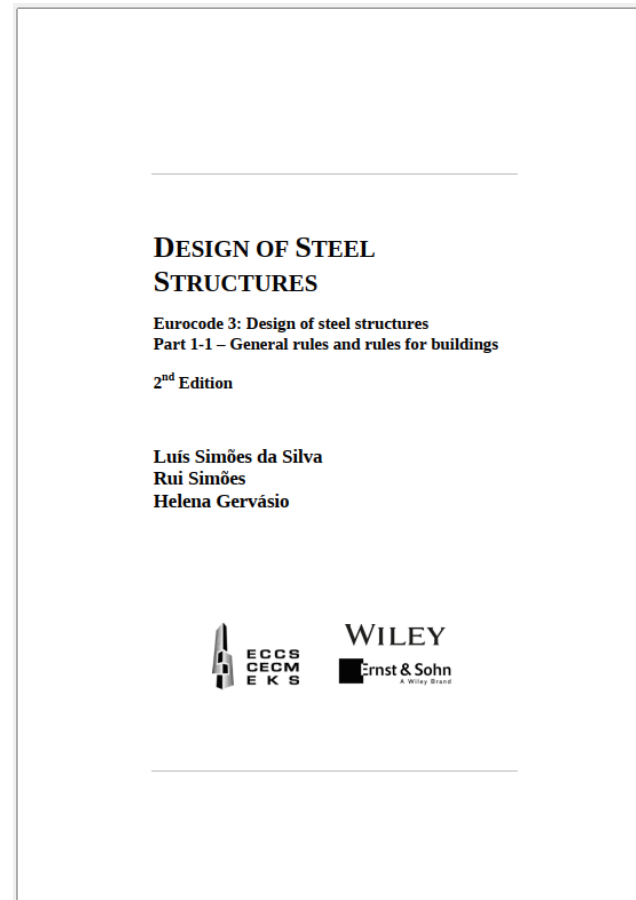 DESIGN OF STEEL
STRUCTURES
Eurocode 3: Design of steel structures
Part 1-1 – General rules and rules for buildings
2nd Edition
Luís Simões da Silva
Rui Simões
Helena Gervásio
ECCS
CECM
EKS
WILEY
Ernst & Sohn
A Wiley Brand